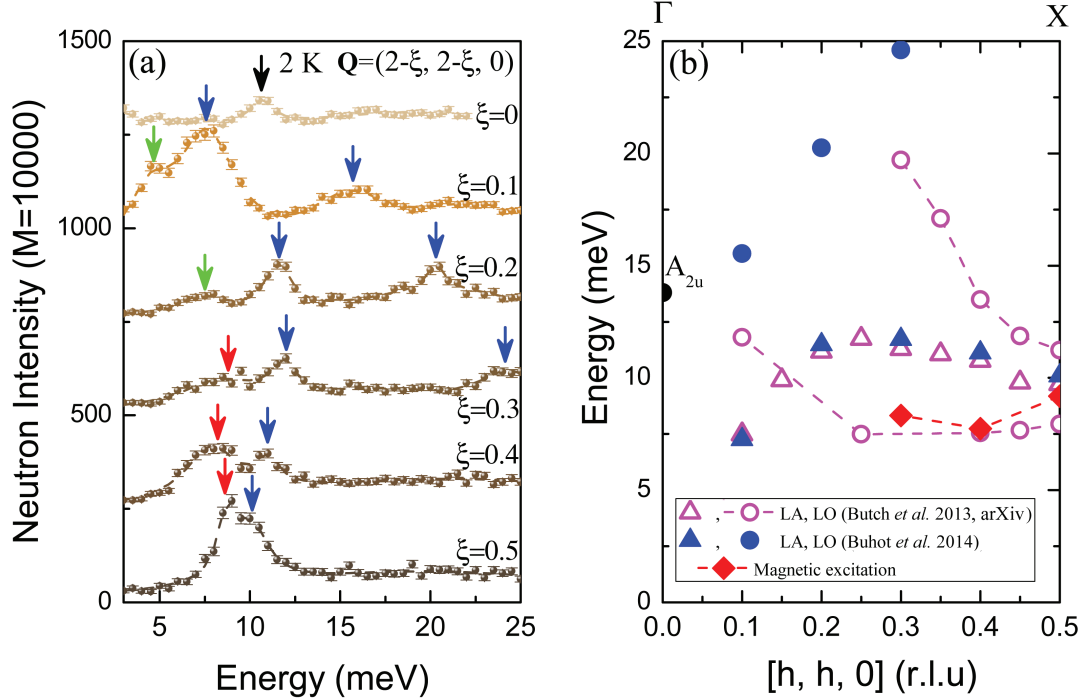 (a)
2 K Q=(2-ξ, 2-ξ, 0)
ξ=0
ξ=0.1
ξ=0.2
ξ=0.3
ξ=0.4
ξ=0.5
1500
1000
500
0
Neutron Intensity (M=10000)
5 10 15 20 25
Energy (meV)
Γ X
(b)
25
20
15
10
5
0
Energy (meV)
A2u
△ , ○ LA, LO (Butch et al. 2013, arXiv)
▲ , ● LA, LO (Buhot et al. 2014)
◆ Magnetic excitation
0.0 0.1 0.2 0.3 0.4 0.5
[h, h, 0] (r.l.u)